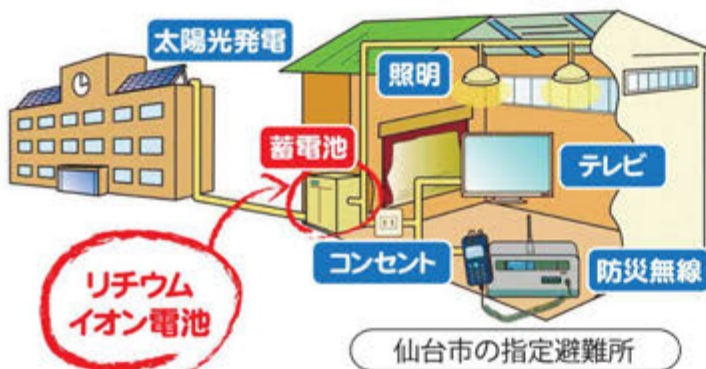 太陽光発電
照明
蓄電池
テレビ
コンセント
防災無線
リチウム
イオン電池
仙台市の指定避難所